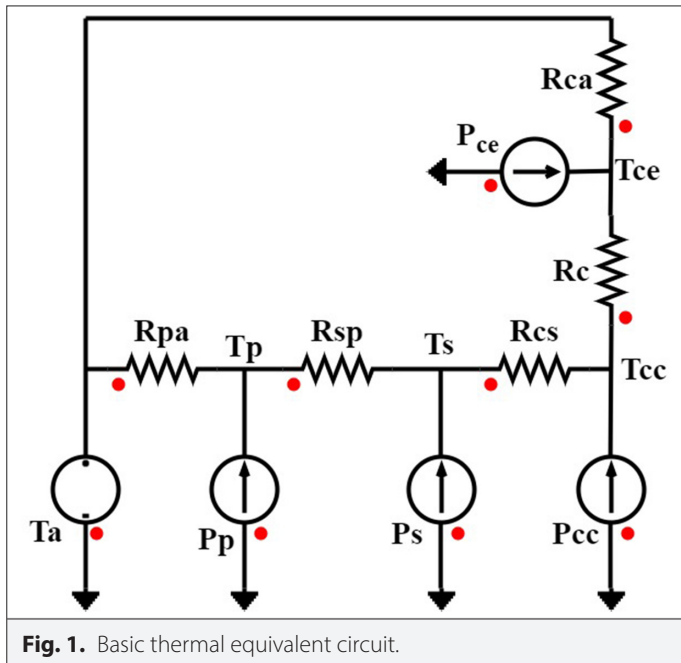 Rca
Pce
Tce
Rc
Rpa
Tp
Rsp
Ts
Rcs
Tcc
Ta
Pp
Ps
Pcc
Fig. 1. Basic thermal equivalent circuit.